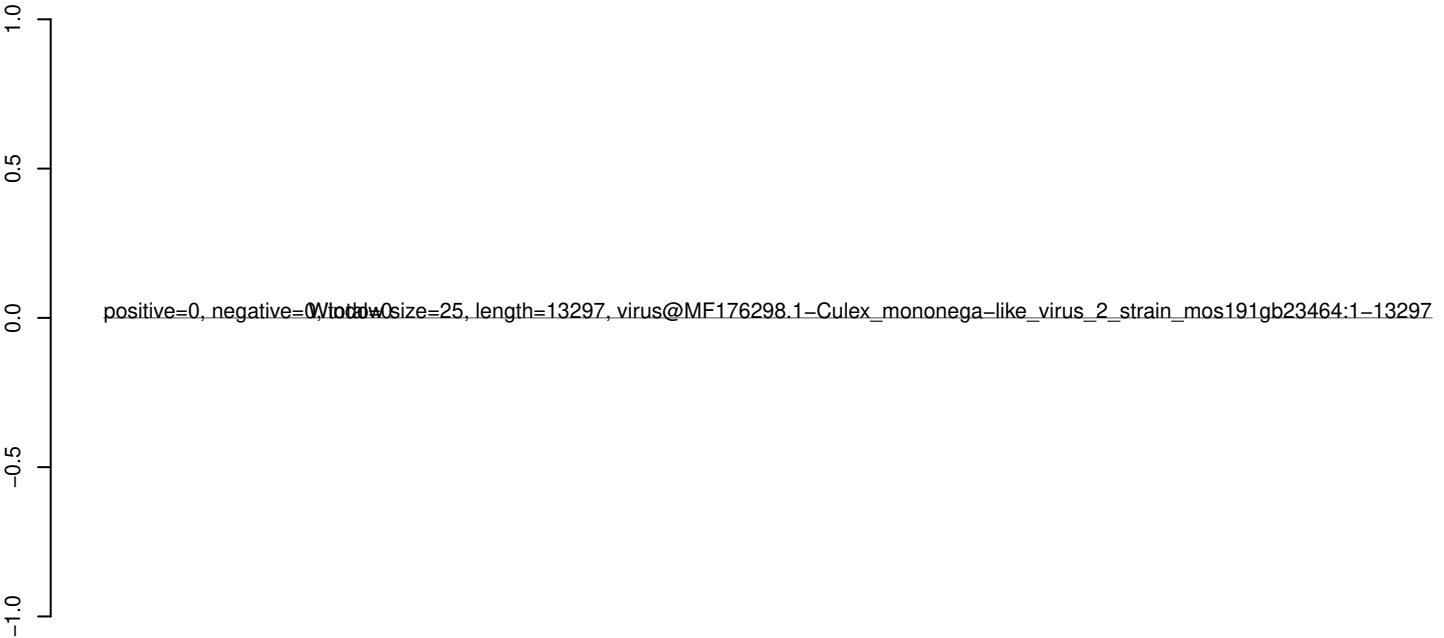 1.0
0.5
0.0
−0.5
−1.0
positive=0, negative=0, total=0
Window size=25, length=13297, virus@MF176298.1−Culex_mononega−like_virus_2_strain_mos191gb23464:1−13297